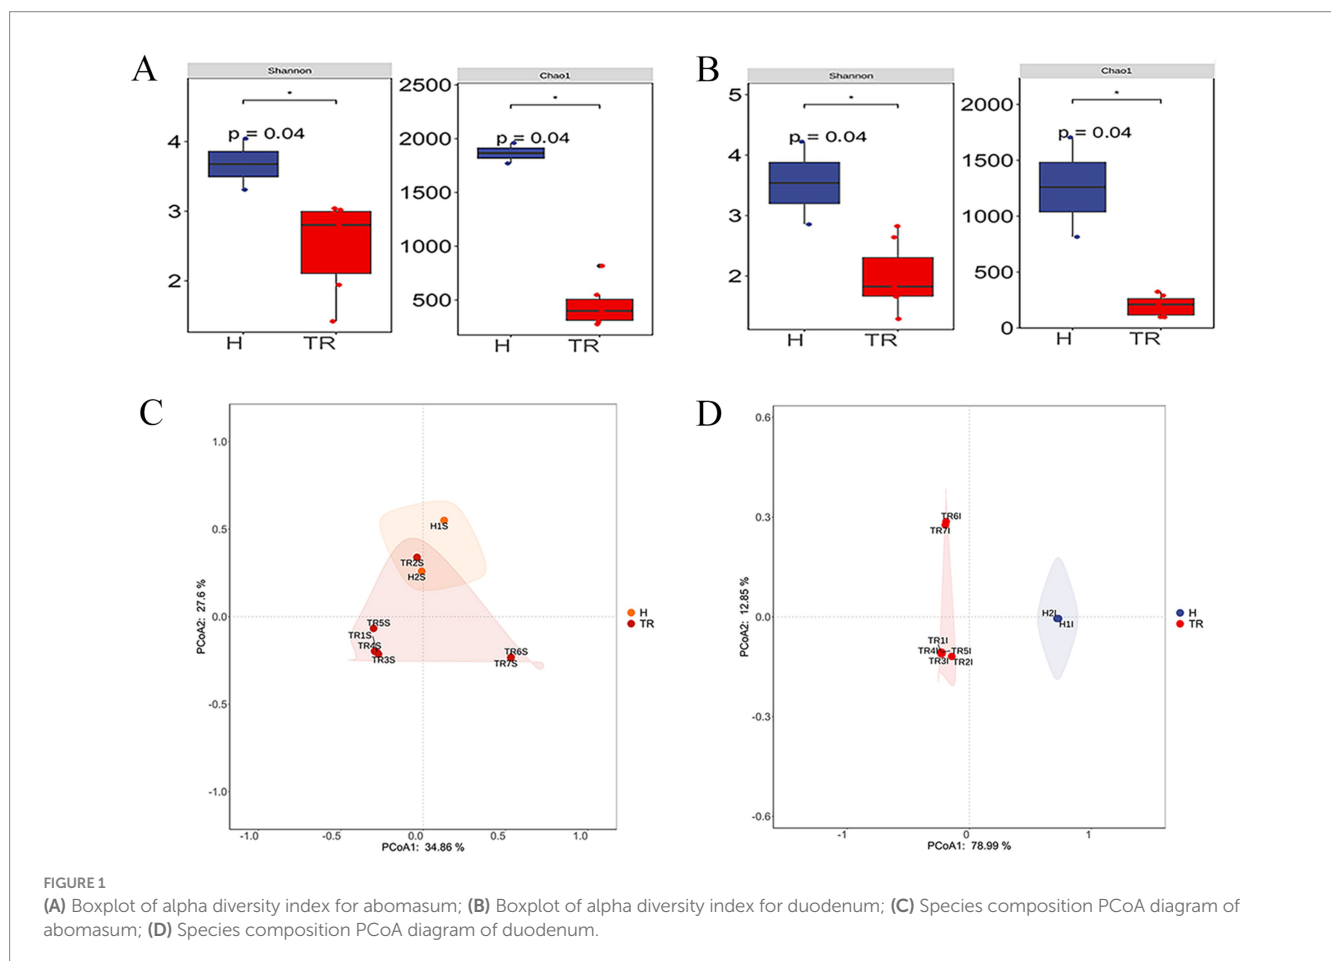 A
Shannon
4
3
2
*
p = 0.04
H
TR
Chao1
2500
2000
1500
1000
500
*
p = 0.04
H
TR
B
Shannon
5
4
3
2
*
p = 0.04
H
TR
Chao1
2000
1500
1000
500
0
*
p = 0.04
H
TR
C
PCoA2: 27.6 %
1.0
0.5
0.0
-0.5
-1.0
H1S
TR2S
H2S
TR5S
TR1S
TR4S
TR3S
TR6S
TR7S
H
TR
-1.0 -0.5 0.0 0.5 1.0
PCoA1: 34.86 %
D
PCoA2: 12.85 %
0.6
0.3
0.0
-0.3
-0.6
TR6I
TR7I
H2I
H1I
TR1I
TR4I TR5I
TR3I TR2I
H
TR
-1 0 1
PCoA1: 78.99 %
FIGURE 1
(A) Boxplot of alpha diversity index for abomasum; (B) Boxplot of alpha diversity index for duodenum; (C) Species composition PCoA diagram of
abomasum; (D) Species composition PCoA diagram of duodenum.